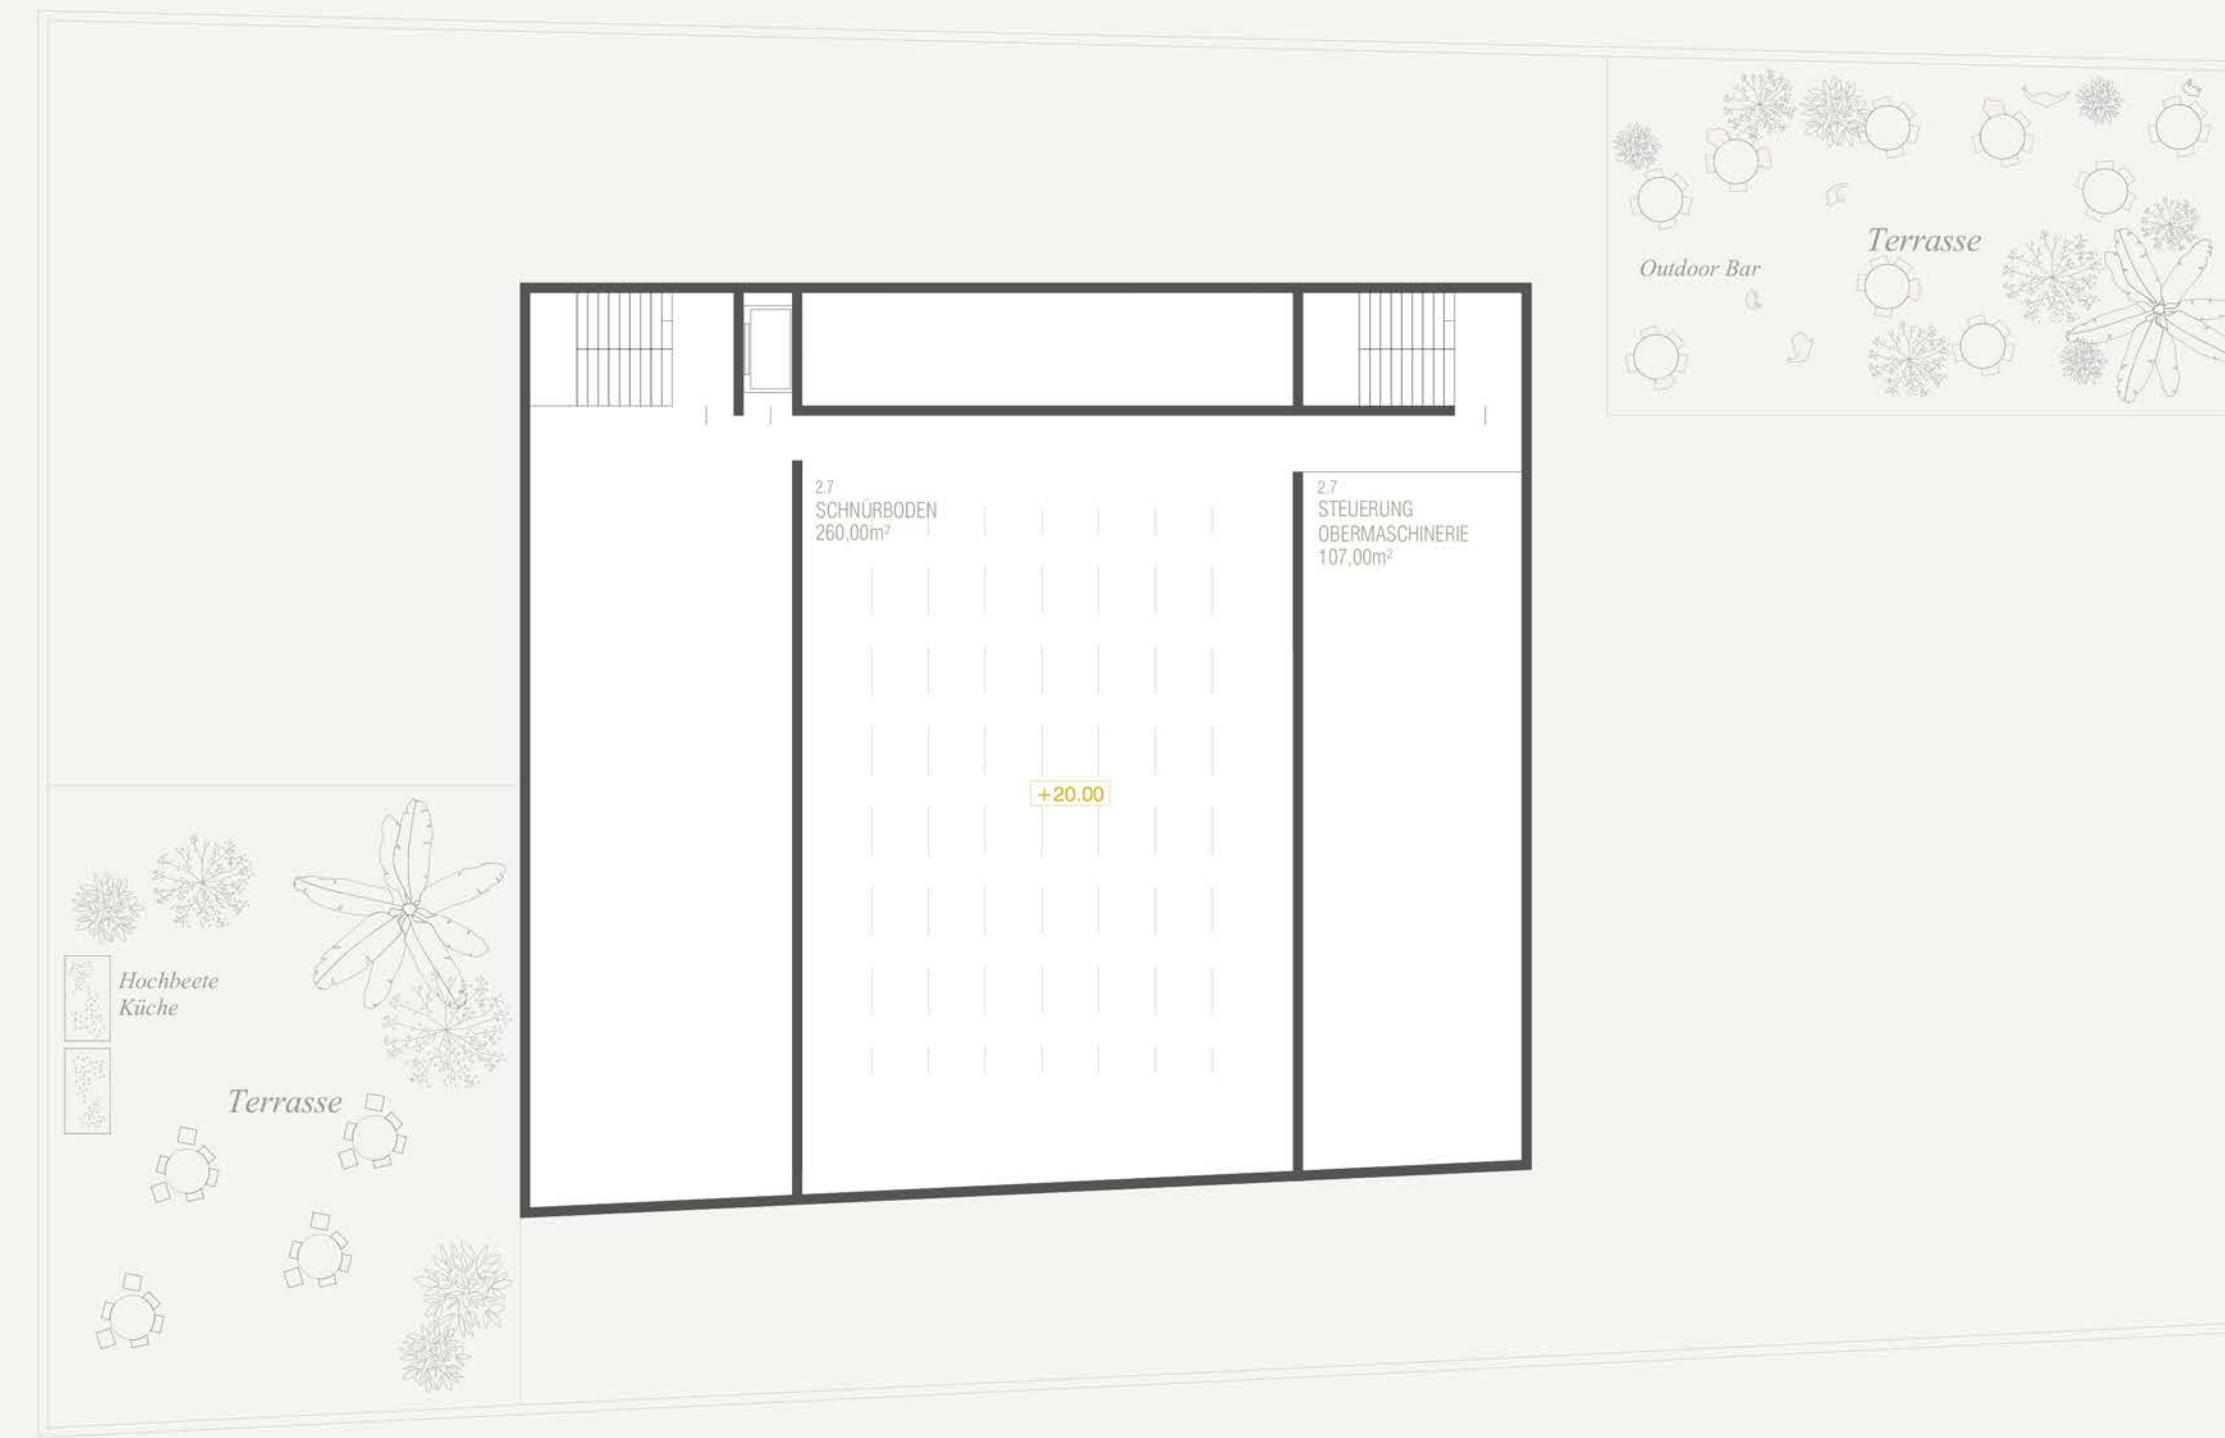 Terrasse
Outdoor Bar
2.7
SCHNÜRBODEN
260,00m²
2.7
STEUERUNG
OBERMASCHINERIE
107,00m²
+20.00
Hochbeete
Küche
Terrasse